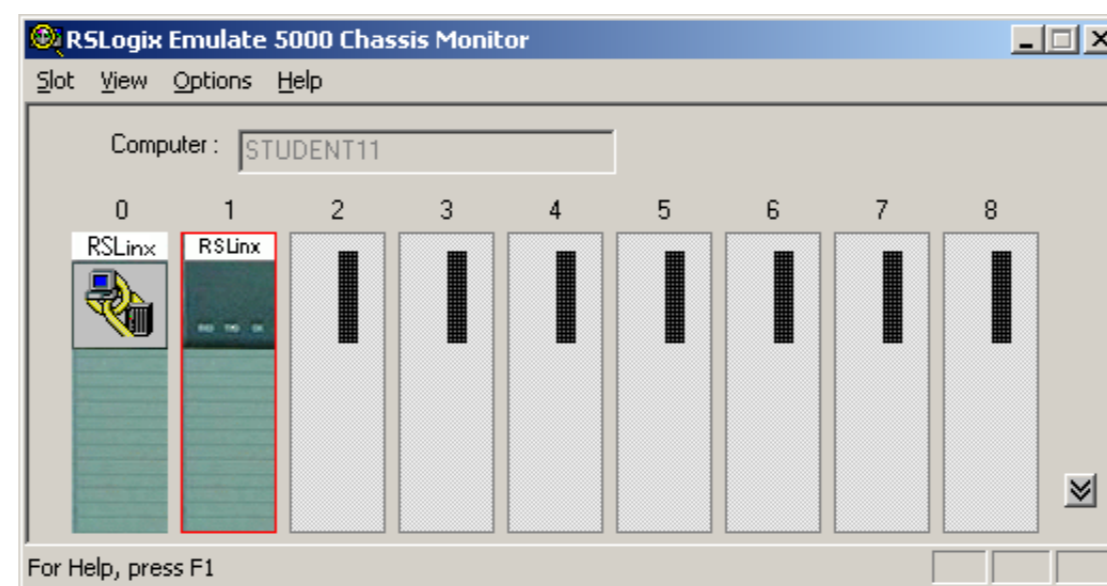 RSLogix Emulate 5000 Chassis Monitor
Slot View Options Help
Computer : STUDENT11
0 1 2 3 4 5 6 7 8
RSLinx RSLinx
For Help, press F1